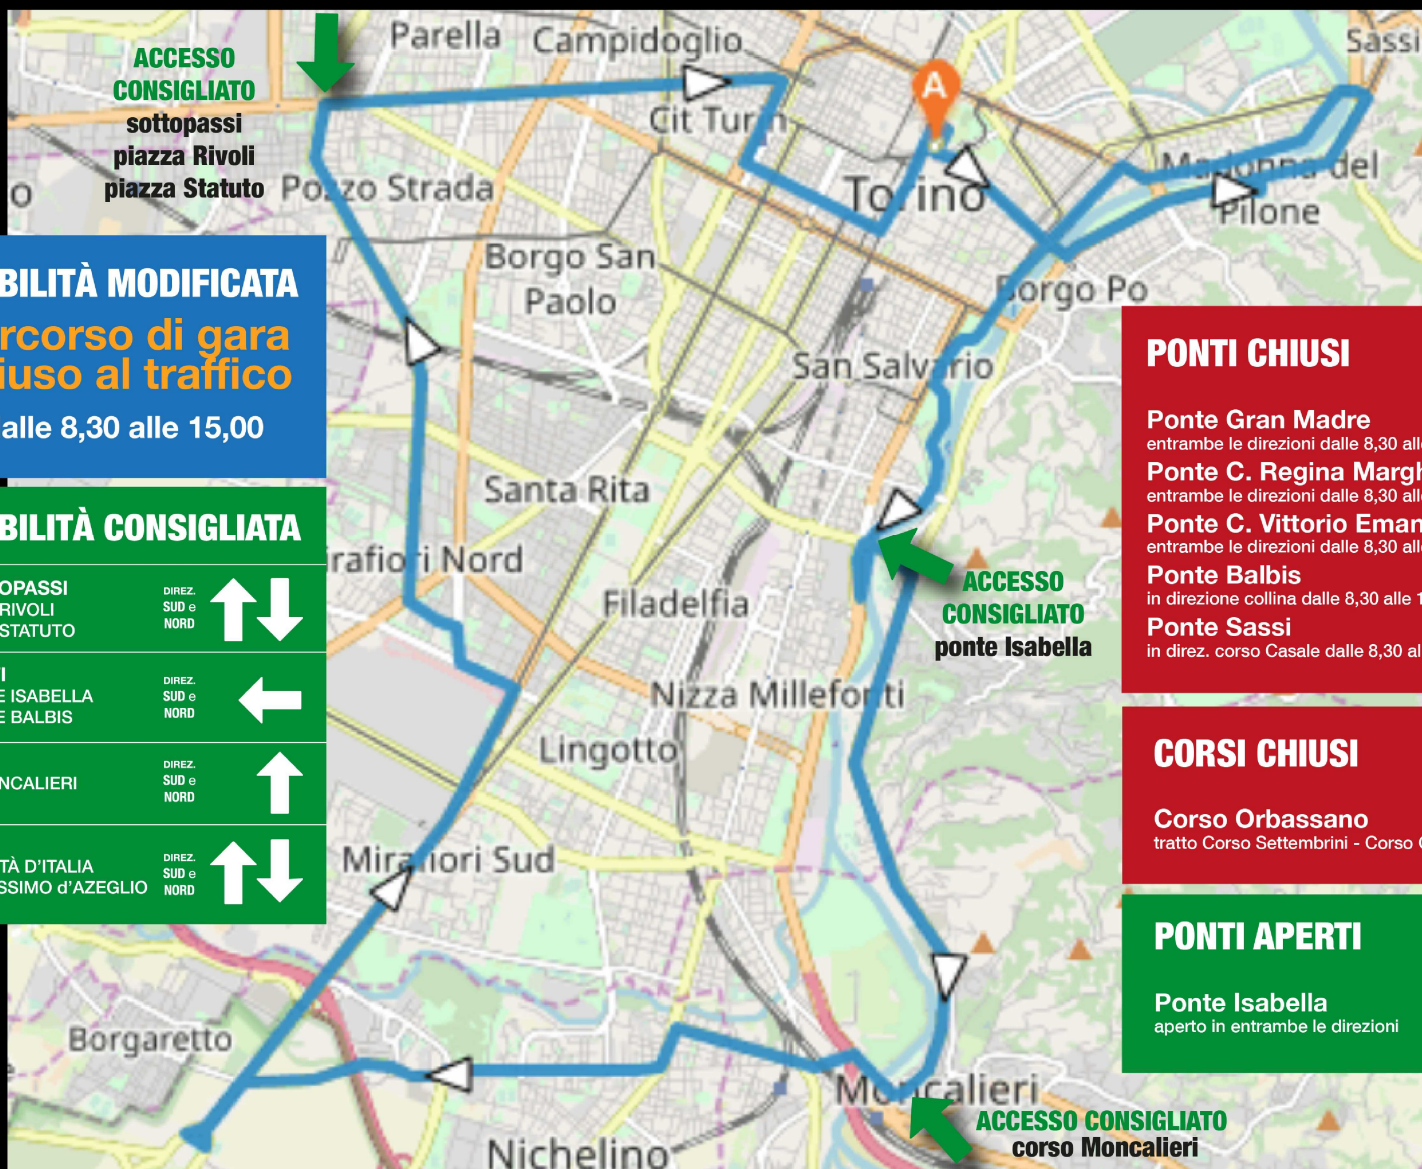 Parella
Campidoglio
Sassi
ACCESSO
CONSIGLIATO
sottopassi
piazza Rivoli
piazza Statuto
A
Cit Turin
Pozzo Strada
Torino
Madonna del
Pilone
Borgo San
Paolo
Borgo Po
San Salvario
BILITÀ MODIFICATA
rcorso di gara
iuso al traffico
alle 8,30 alle 15,00
BILITÀ CONSIGLIATA
OPASSI
RIVOLI
STATUTO
DIREZ.
SUD e
NORD
I
E ISABELLA
E BALBIS
DIREZ.
SUD e
NORD
NCALIERI
DIREZ.
SUD e
NORD
TÀ D'ITALIA
SSIMO d'AZEGLIO
DIREZ.
SUD e
NORD
Santa Rita
irafiori Nord
Filadelfia
ACCESSO
CONSIGLIATO
ponte Isabella
Nizza Millefonti
Lingotto
Mirafiori Sud
Borgaretto
Moncalieri
Nichelino
ACCESSO CONSIGLIATO
corso Moncalieri
PONTI CHIUSI
Ponte Gran Madre
entrambe le direzioni dalle 8,30 alle
Ponte C. Regina Margh
entrambe le direzioni dalle 8,30 alle
Ponte C. Vittorio Eman
entrambe le direzioni dalle 8,30 alle
Ponte Balbis
in direzione collina dalle 8,30 alle 1
Ponte Sassi
in direz. corso Casale dalle 8,30 al
CORSI CHIUSI
Corso Orbassano
tratto Corso Settembrini - Corso
PONTI APERTI
Ponte Isabella
aperto in entrambe le direzioni